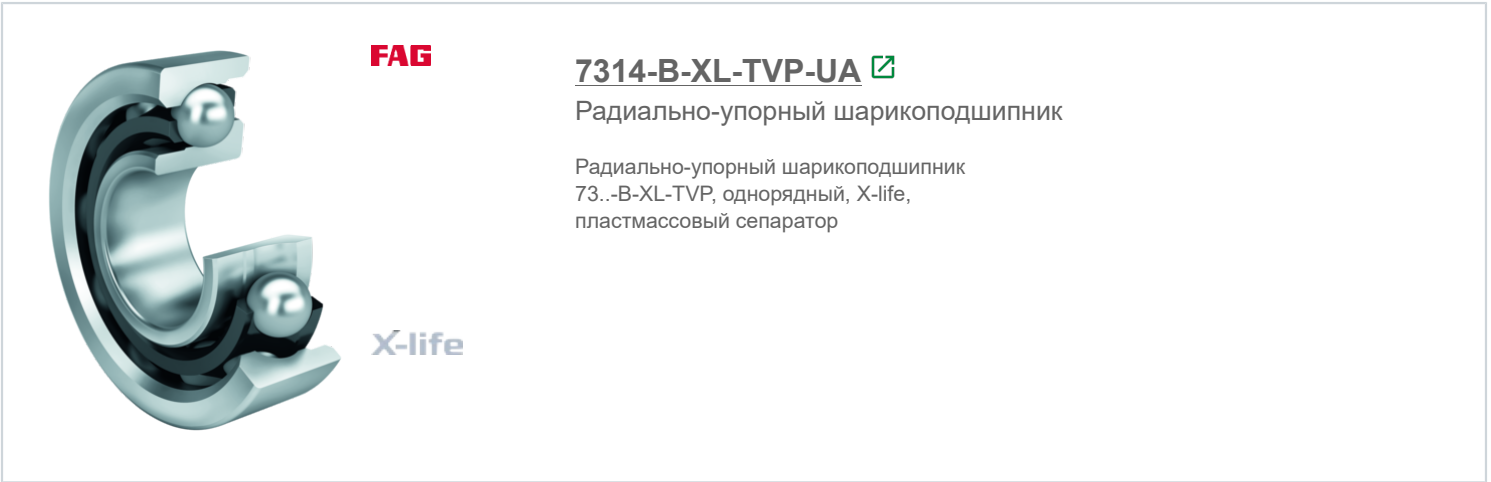 FAG
7314-B-XL-TVP-UA
Радиально-упорный шарикоподшипник
Радиально-упорный шарикоподшипник
73..-B-XL-TVP, однорядный, X-life,
пластмассовый сепаратор
X-life